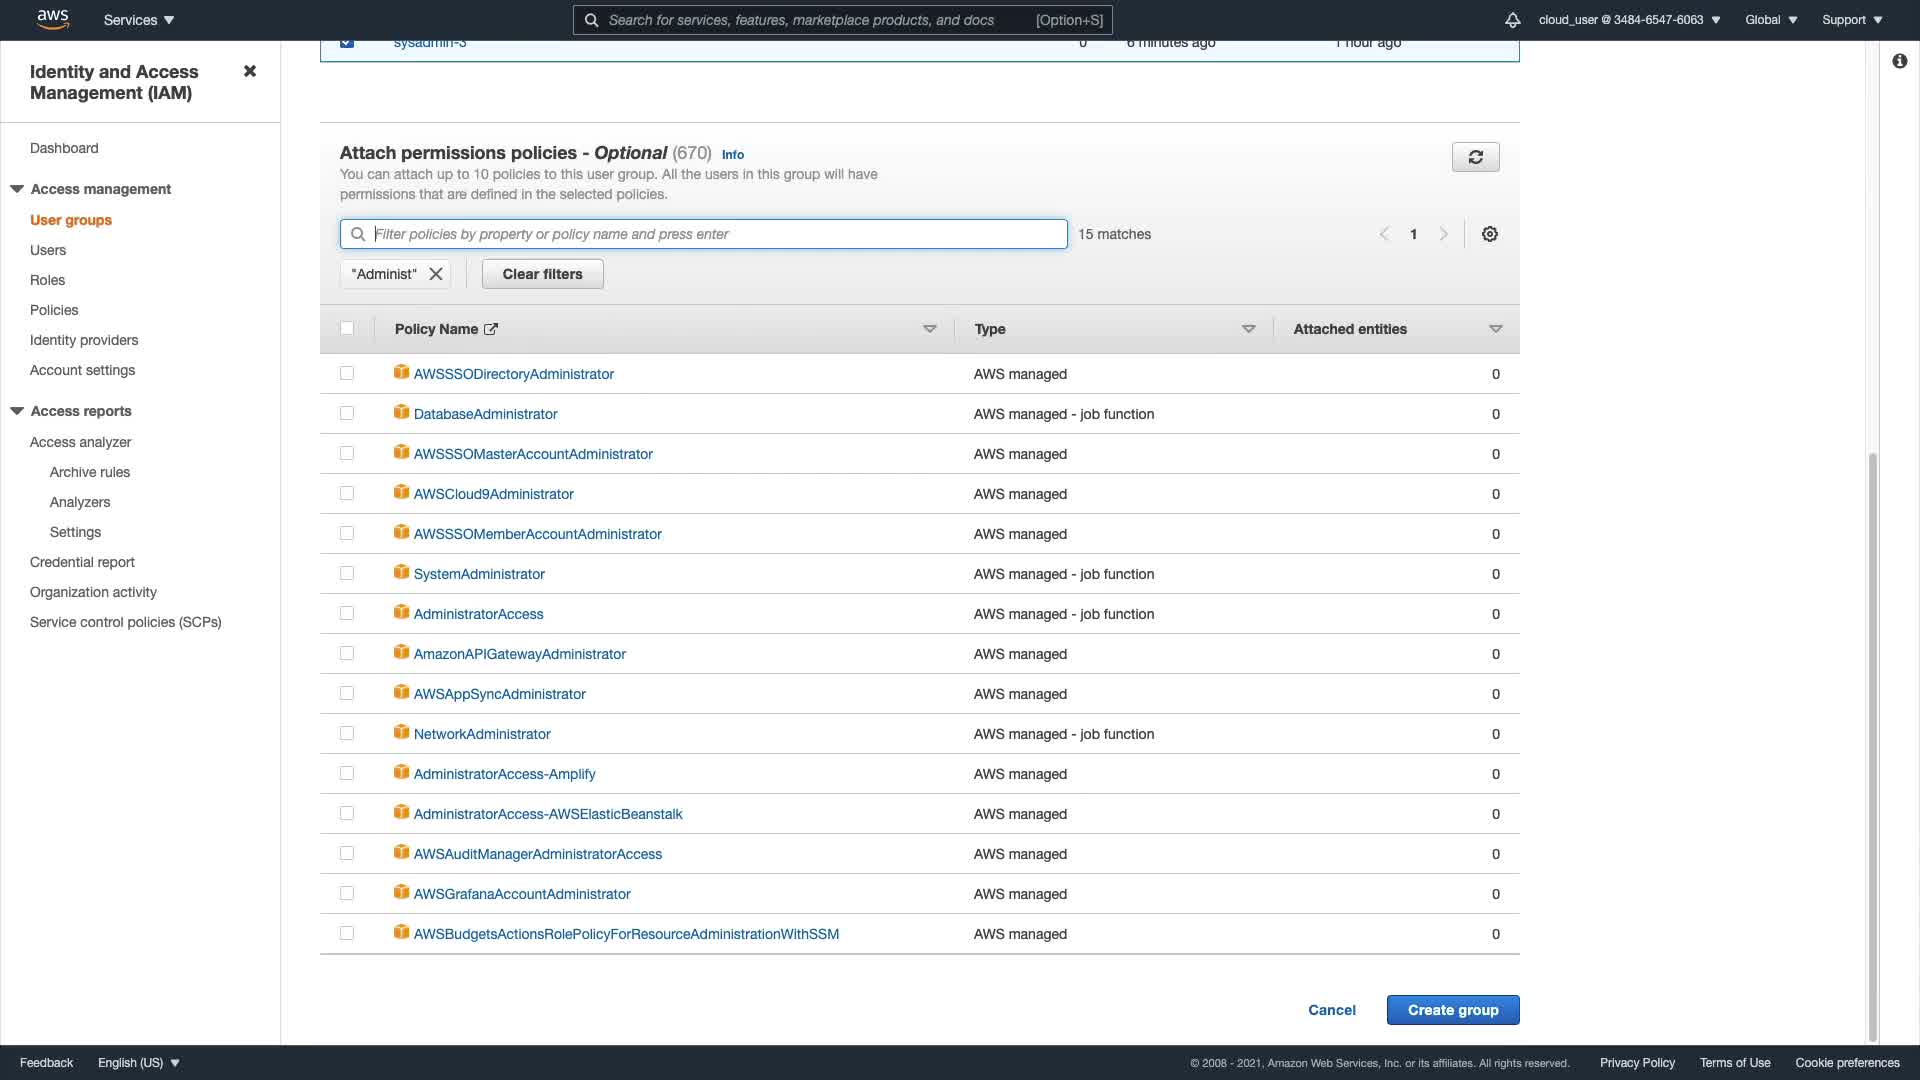 aws
Services
Search for services, features, marketplace products, and docs [Option+S]
cloud_user @ 3484-6547-6063
Global
Support
Identity and Access
Management (IAM)
Dashboard
Access management
User groups
Users
Roles
Policies
Identity providers
Account settings
Access reports
Access analyzer
Archive rules
Analyzers
Settings
Credential report
Organization activity
Service control policies (SCPs)
sysadmin-3 0 6 minutes ago 1 hour ago
Attach permissions policies - Optional (670) Info
You can attach up to 10 policies to this user group. All the users in this group will have
permissions that are defined in the selected policies.
Filter policies by property or policy name and press enter 15 matches 1
"Administ" Clear filters
Policy Name Type Attached entities
AWSSSODirectoryAdministrator AWS managed 0
DatabaseAdministrator AWS managed - job function 0
AWSSSOMasterAccountAdministrator AWS managed 0
AWSCloud9Administrator AWS managed 0
AWSSSOMemberAccountAdministrator AWS managed 0
SystemAdministrator AWS managed - job function 0
AdministratorAccess AWS managed - job function 0
AmazonAPIGatewayAdministrator AWS managed 0
AWSAppSyncAdministrator AWS managed 0
NetworkAdministrator AWS managed - job function 0
AdministratorAccess-Amplify AWS managed 0
AdministratorAccess-AWSElasticBeanstalk AWS managed 0
AWSAuditManagerAdministratorAccess AWS managed 0
AWSGrafanaAccountAdministrator AWS managed 0
AWSBudgetsActionsRolePolicyForResourceAdministrationWithSSM AWS managed 0
Cancel Create group
Feedback English (US) © 2008 - 2021, Amazon Web Services, Inc. or its affiliates. All rights reserved. Privacy Policy Terms of Use Cookie preferences